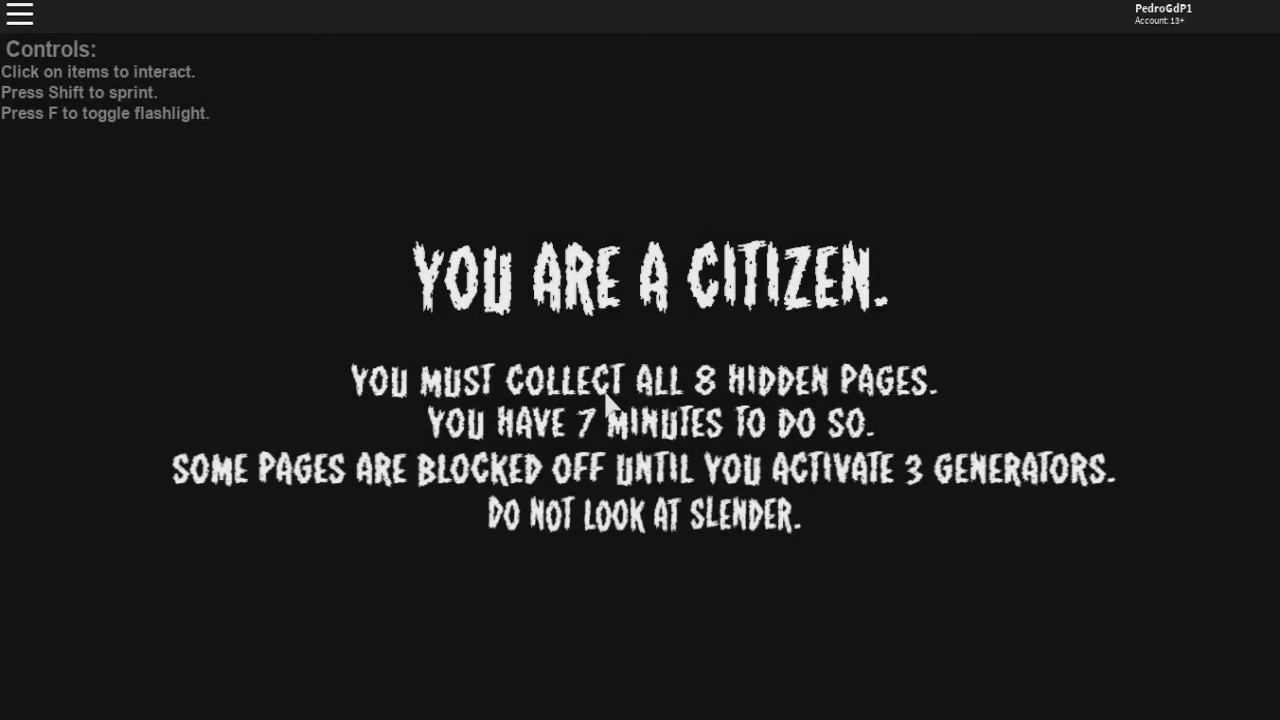 PedroGdP1
Account: 13+
Controls:
Click on items to interact.
Press Shift to sprint.
Press F to toggle flashlight.
YOU ARE A CITIZEN.
YOU MUST COLLECT ALL 8 HIDDEN PAGES.
YOU HAVE 7 MINUTES TO DO SO.
SOME PAGES ARE BLOCKED OFF UNTIL YOU ACTIVATE 3 GENERATORS.
DO NOT LOOK AT SLENDER.